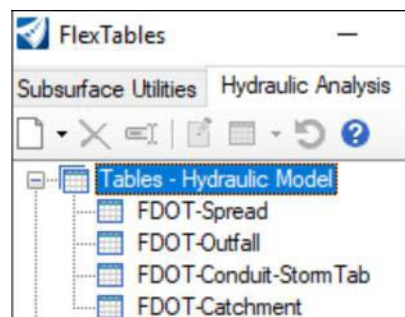 FlexTables
Subsurface Utilities Hydraulic Analysis
Tables - Hydraulic Model
FDOT-Spread
FDOT-Outfall
FDOT-Conduit-StormTab
FDOT-Catchment